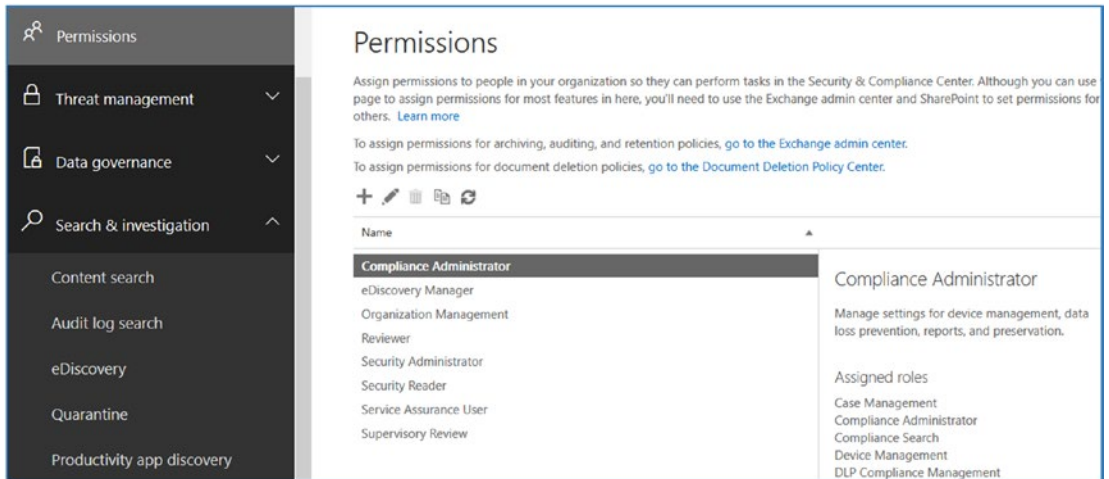 Permissions
Threat management
Data governance
Search & investigation
Content search
Audit log search
eDiscovery
Quarantine
Productivity app discovery
Permissions
Assign permissions to people in your organization so they can perform tasks in the Security & Compliance Center. Although you can use
page to assign permissions for most features in here, you'll need to use the Exchange admin center and SharePoint to set permissions for
others. Learn more
To assign permissions for archiving, auditing, and retention policies, go to the Exchange admin center.
To assign permissions for document deletion policies, go to the Document Deletion Policy Center.
Name
Compliance Administrator
eDiscovery Manager
Organization Management
Reviewer
Security Administrator
Security Reader
Service Assurance User
Supervisory Review
Compliance Administrator
Manage settings for device management, data
loss prevention, reports, and preservation.
Assigned roles
Case Management
Compliance Administrator
Compliance Search
Device Management
DLP Compliance Management